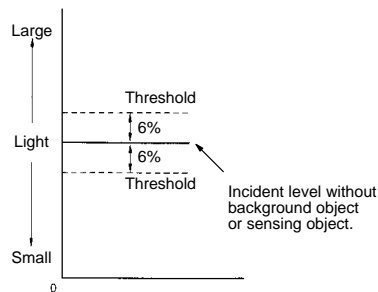 Large
Threshold
6%
Light
6%
Threshold
Incident level without
background object
or sensing object.
Small
0